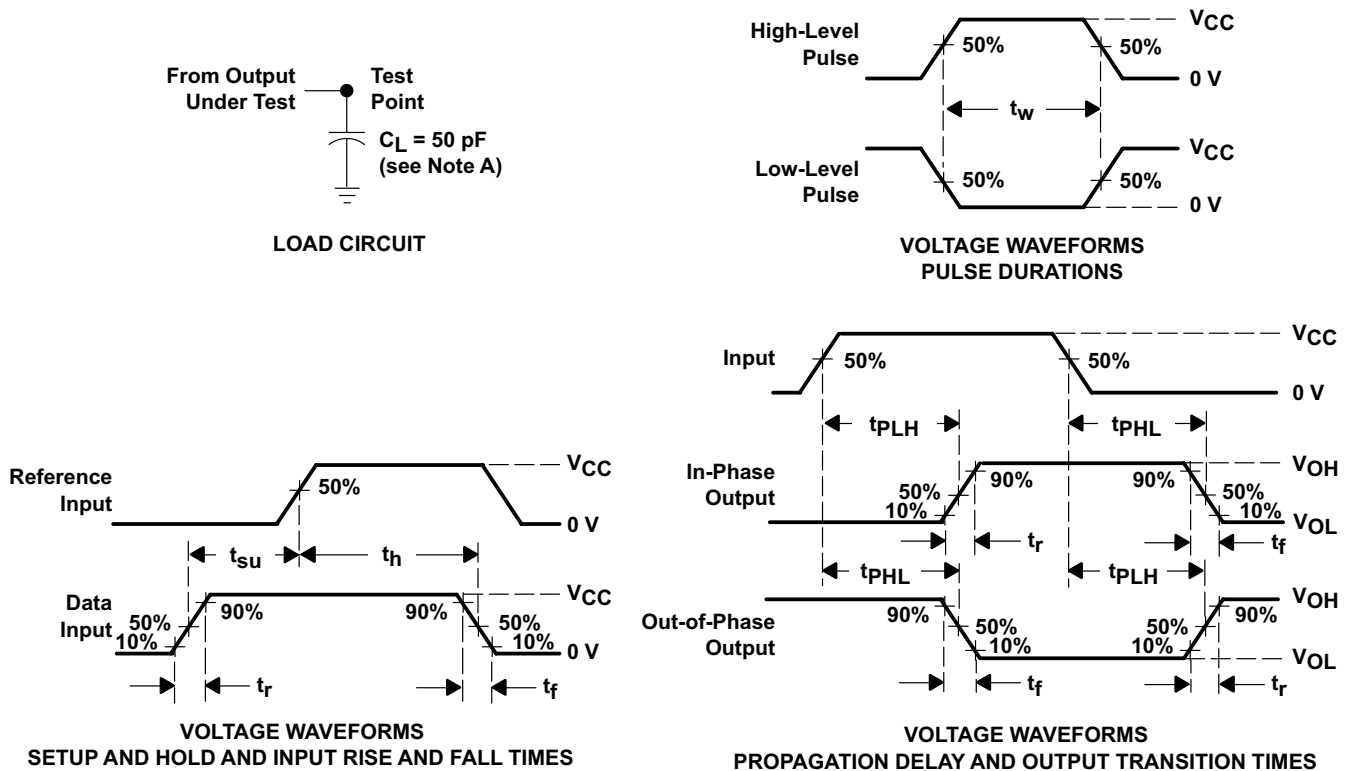 From Output
Under Test
Test
Point
CL = 50 pF
(see Note A)
LOAD CIRCUIT
High-Level
Pulse
50%
50%
VCC
0 V
tw
Low-Level
Pulse
50%
50%
VCC
0 V
VOLTAGE WAVEFORMS
PULSE DURATIONS
Reference
Input
50%
VCC
0 V
tsu
th
Data
Input
50%
10%
90%
90%
50%
10%
VCC
0 V
tr
tf
VOLTAGE WAVEFORMS
SETUP AND HOLD AND INPUT RISE AND FALL TIMES
Input
50%
50%
VCC
0 V
tPLH
tPHL
In-Phase
Output
50%
10%
90%
90%
50%
10%
VOH
VOL
tr
tf
tPHL
tPLH
Out-of-Phase
Output
90%
50%
10%
50%
10%
90%
VOH
VOL
tf
tr
VOLTAGE WAVEFORMS
PROPAGATION DELAY AND OUTPUT TRANSITION TIMES